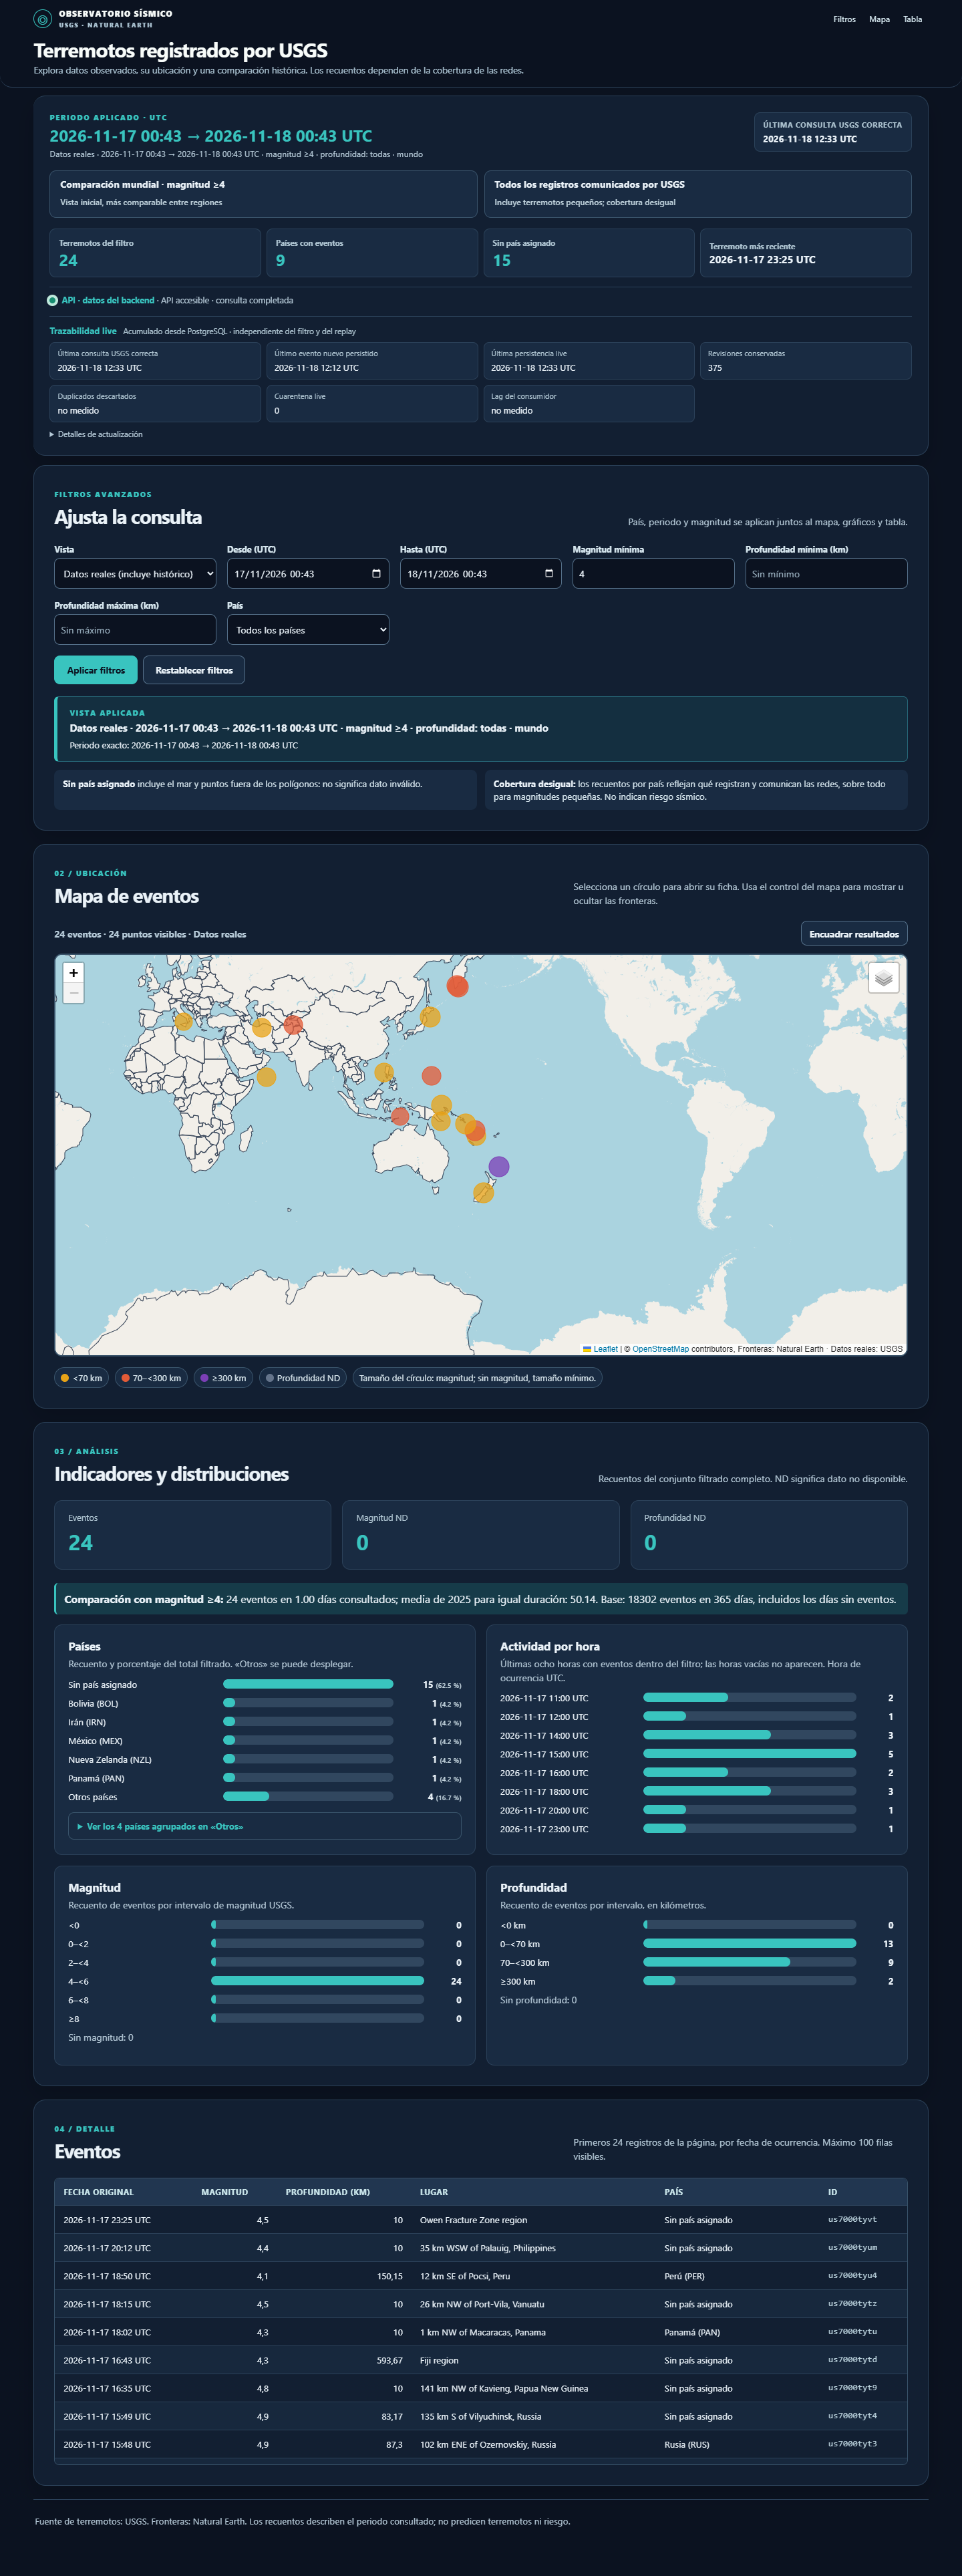 OBSERVATORIO SÍSMICO
USGS · NATURAL EARTH
Filtros Mapa Tabla
Terremotos registrados por USGS
Explora datos observados, su ubicación y una comparación histórica. Los recuentos dependen de la cobertura de las redes.
PERIODO APLICADO · UTC
2026-11-17 00:43 → 2026-11-18 00:43 UTC
Datos reales · 2026-11-17 00:43 → 2026-11-18 00:43 UTC · magnitud ≥4 · profundidad: todas · mundo
ÚLTIMA CONSULTA USGS CORRECTA
2026-11-18 12:33 UTC
Comparación mundial · magnitud ≥4
Vista inicial, más comparable entre regiones
Todos los registros comunicados por USGS
Incluye terremotos pequeños; cobertura desigual
Terremotos del filtro
24
Países con eventos
9
Sin país asignado
15
Terremoto más reciente
2026-11-17 23:25 UTC
API · datos del backend · API accesible · consulta completada
Trazabilidad live Acumulado desde PostgreSQL · independiente del filtro y del replay
Última consulta USGS correcta
2026-11-18 12:33 UTC
Último evento nuevo persistido
2026-11-18 12:12 UTC
Última persistencia live
2026-11-18 12:33 UTC
Revisiones conservadas
375
Duplicados descartados
no medido
Cuarentena live
0
Lag del consumidor
no medido
▶ Detalles de actualización
FILTROS AVANZADOS
Ajusta la consulta
País, periodo y magnitud se aplican juntos al mapa, gráficos y tabla.
Vista
Datos reales (incluye histórico)
Desde (UTC)
17/11/2026 00:43
Hasta (UTC)
18/11/2026 00:43
Magnitud mínima
4
Profundidad mínima (km)
Sin mínimo
Profundidad máxima (km)
Sin máximo
País
Todos los países
Aplicar filtros
Restablecer filtros
VISTA APLICADA
Datos reales · 2026-11-17 00:43 → 2026-11-18 00:43 UTC · magnitud ≥4 · profundidad: todas · mundo
Periodo exacto: 2026-11-17 00:43 → 2026-11-18 00:43 UTC
Sin país asignado incluye el mar y puntos fuera de los polígonos: no significa dato inválido.
Cobertura desigual: los recuentos por país reflejan qué registran y comunican las redes, sobre todo
para magnitudes pequeñas. No indican riesgo sísmico.
02 / UBICACIÓN
Mapa de eventos
Selecciona un círculo para abrir su ficha. Usa el control del mapa para mostrar u
ocultar las fronteras.
24 eventos · 24 puntos visibles · Datos reales
Encuadrar resultados
+
−
Leaflet | © OpenStreetMap contributors, Fronteras: Natural Earth · Datos reales: USGS
<70 km
70–<300 km
≥300 km
Profundidad ND
Tamaño del círculo: magnitud; sin magnitud, tamaño mínimo.
03 / ANÁLISIS
Indicadores y distribuciones
Recuentos del conjunto filtrado completo. ND significa dato no disponible.
Eventos
24
Magnitud ND
0
Profundidad ND
0
Comparación con magnitud ≥4: 24 eventos en 1.00 días consultados; media de 2025 para igual duración: 50.14. Base: 18302 eventos en 365 días, incluidos los días sin eventos.
Países
Recuento y porcentaje del total filtrado. «Otros» se puede desplegar.
Sin país asignado 15 (62.5 %)
Bolivia (BOL) 1 (4.2 %)
Irán (IRN) 1 (4.2 %)
México (MEX) 1 (4.2 %)
Nueva Zelanda (NZL) 1 (4.2 %)
Panamá (PAN) 1 (4.2 %)
Otros países 4 (16.7 %)
▶ Ver los 4 países agrupados en «Otros»
Actividad por hora
Últimas ocho horas con eventos dentro del filtro; las horas vacías no aparecen. Hora de
ocurrencia UTC.
2026-11-17 11:00 UTC 2
2026-11-17 12:00 UTC 1
2026-11-17 14:00 UTC 3
2026-11-17 15:00 UTC 5
2026-11-17 16:00 UTC 2
2026-11-17 18:00 UTC 3
2026-11-17 20:00 UTC 1
2026-11-17 23:00 UTC 1
Magnitud
Recuento de eventos por intervalo de magnitud USGS.
<0 0
0–<2 0
2–<4 0
4–<6 24
6–<8 0
≥8 0
Sin magnitud: 0
Profundidad
Recuento de eventos por intervalo, en kilómetros.
<0 km 0
0–<70 km 13
70–<300 km 9
≥300 km 2
Sin profundidad: 0
04 / DETALLE
Eventos
Primeros 24 registros de la página, por fecha de ocurrencia. Máximo 100 filas
visibles.
FECHA ORIGINAL MAGNITUD PROFUNDIDAD (KM) LUGAR PAÍS ID
2026-11-17 23:25 UTC 4,5 10 Owen Fracture Zone region Sin país asignado us7000tyvt
2026-11-17 20:12 UTC 4,4 10 35 km WSW of Palauig, Philippines Sin país asignado us7000tyum
2026-11-17 18:50 UTC 4,1 150,15 12 km SE of Pocsi, Peru Perú (PER) us7000tyu4
2026-11-17 18:15 UTC 4,5 10 26 km NW of Port-Vila, Vanuatu Sin país asignado us7000tytz
2026-11-17 18:02 UTC 4,3 10 1 km NW of Macaracas, Panama Panamá (PAN) us7000tytu
2026-11-17 16:43 UTC 4,3 593,67 Fiji region Sin país asignado us7000tytd
2026-11-17 16:35 UTC 4,8 10 141 km NW of Kavieng, Papua New Guinea Sin país asignado us7000tyt9
2026-11-17 15:49 UTC 4,9 83,17 135 km S of Vilyuchinsk, Russia Sin país asignado us7000tyt4
2026-11-17 15:48 UTC 4,9 87,3 102 km ENE of Ozernovskiy, Russia Rusia (RUS) us7000tyt3
Fuente de terremotos: USGS. Fronteras: Natural Earth. Los recuentos describen el periodo consultado; no predicen terremotos ni riesgo.